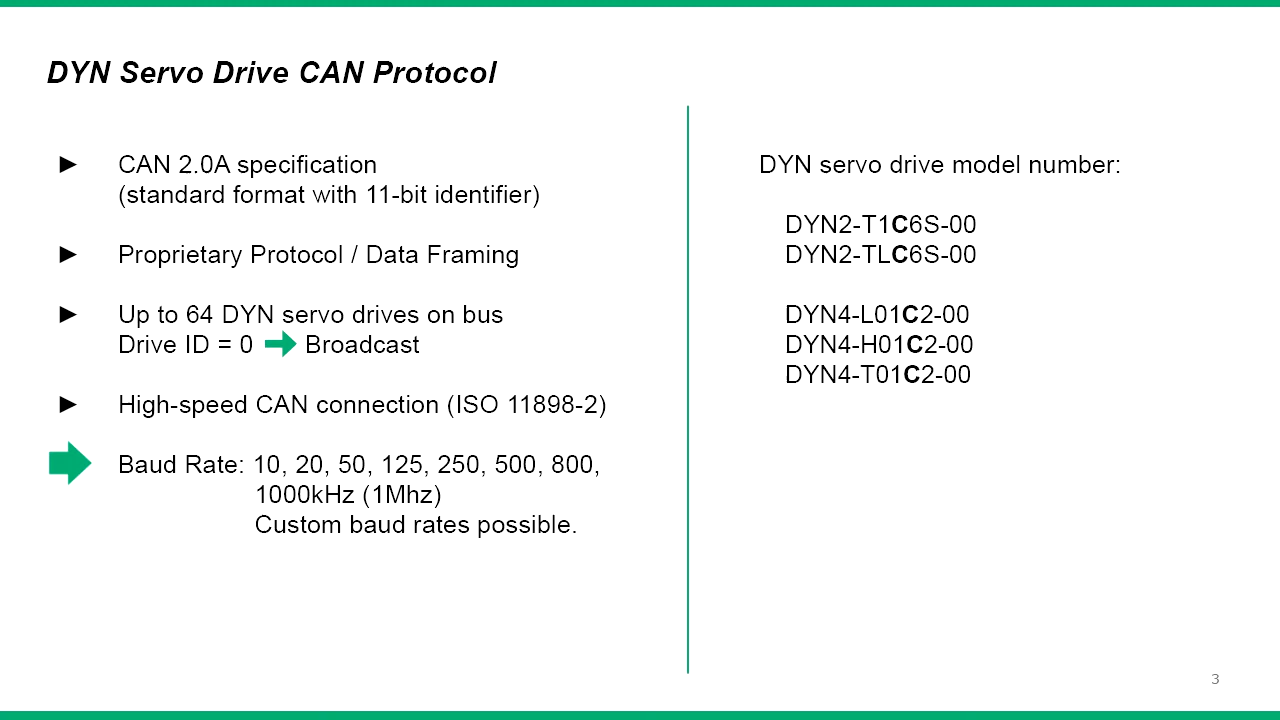 DYN Servo Drive CAN Protocol
► CAN 2.0A specification
(standard format with 11-bit identifier)
► Proprietary Protocol / Data Framing
► Up to 64 DYN servo drives on bus
Drive ID = 0 Broadcast
► High-speed CAN connection (ISO 11898-2)
Baud Rate: 10, 20, 50, 125, 250, 500, 800,
1000kHz (1Mhz)
Custom baud rates possible.
DYN servo drive model number:
DYN2-T1C6S-00
DYN2-TLC6S-00
DYN4-L01C2-00
DYN4-H01C2-00
DYN4-T01C2-00
3